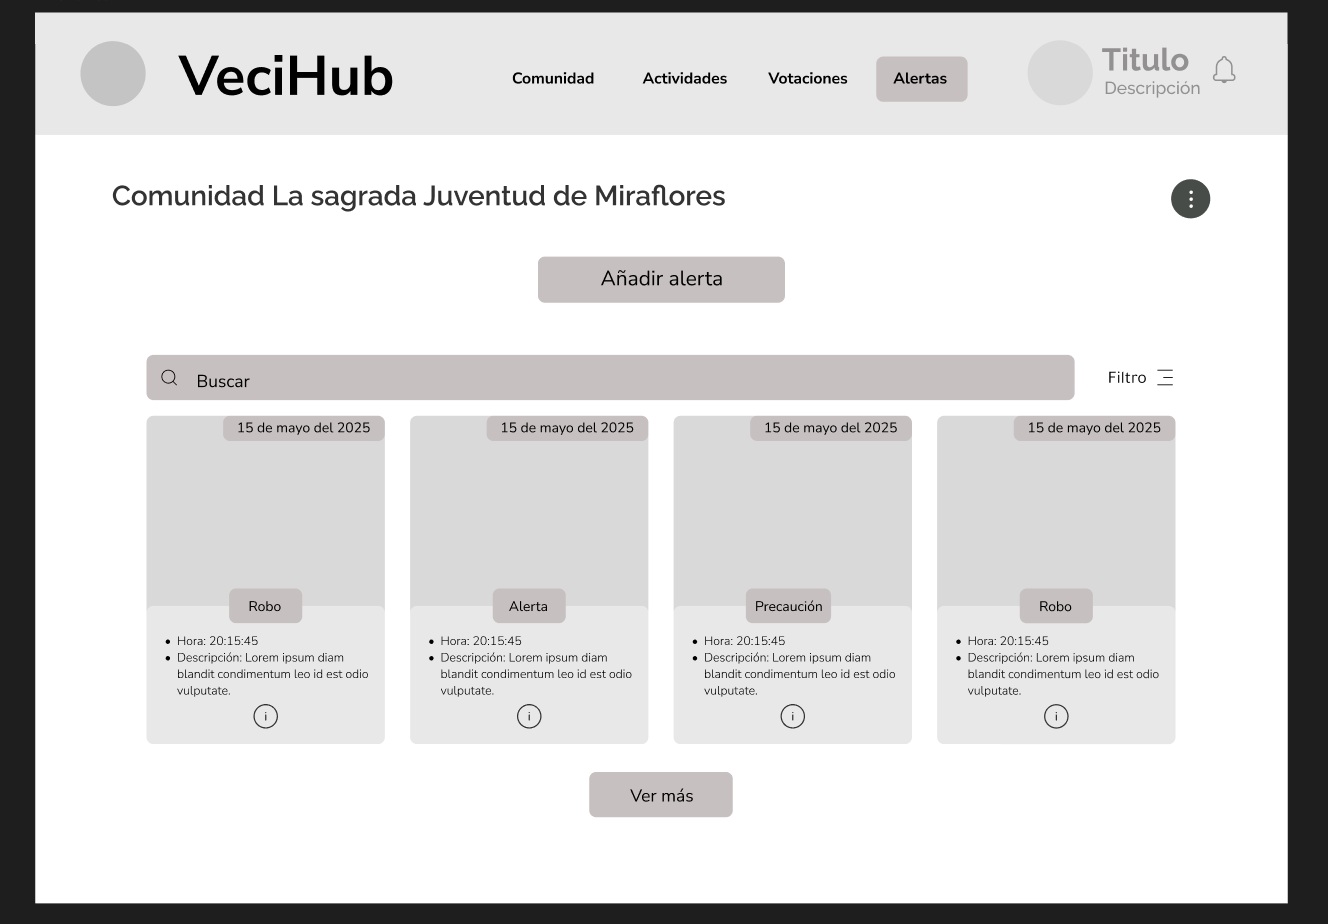 VeciHub
Comunidad
Actividades
Votaciones
Alertas
Titulo
Descripción
Comunidad La sagrada Juventud de Miraflores
Añadir alerta
Buscar
Filtro
15 de mayo del 2025
Robo
Hora: 20:15:45
Descripción: Lorem ipsum diam
blandit condimentum leo id est odio
vulputate.
i
15 de mayo del 2025
Alerta
Hora: 20:15:45
Descripción: Lorem ipsum diam
blandit condimentum leo id est odio
vulputate.
i
15 de mayo del 2025
Precaución
Hora: 20:15:45
Descripción: Lorem ipsum diam
blandit condimentum leo id est odio
vulputate.
i
15 de mayo del 2025
Robo
Hora: 20:15:45
Descripción: Lorem ipsum diam
blandit condimentum leo id est odio
vulputate.
i
Ver más